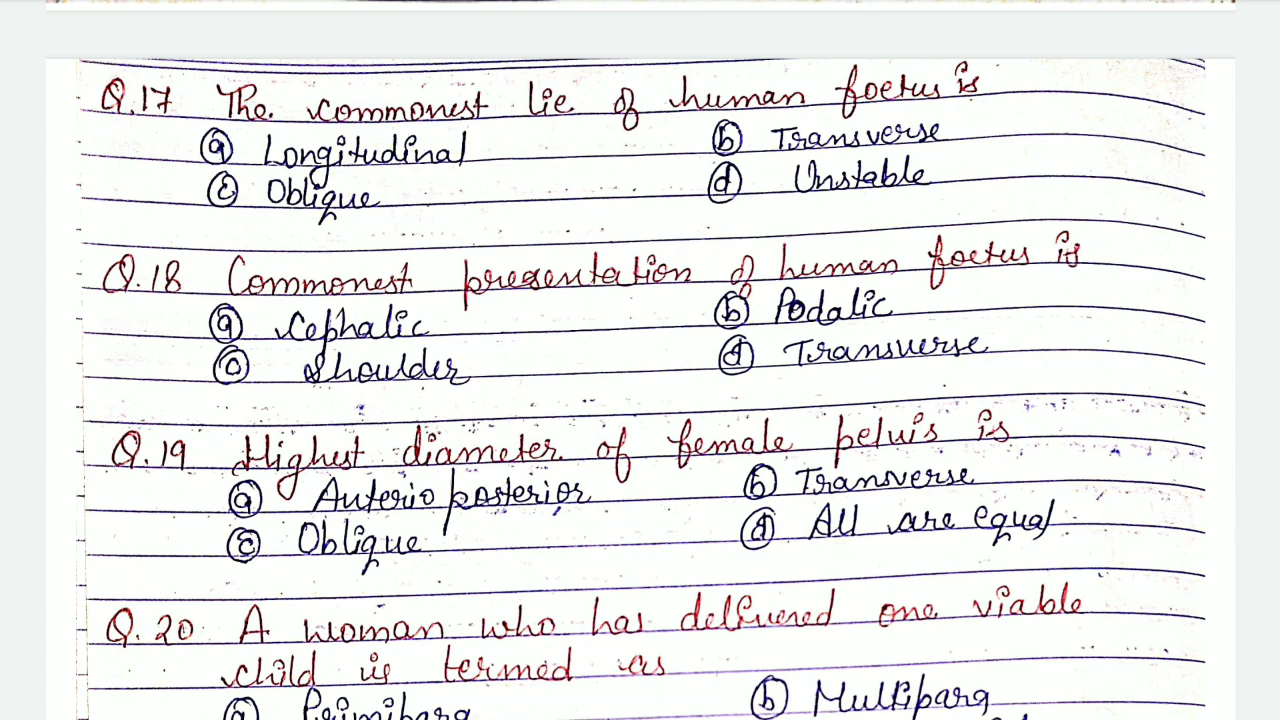 Q.17 The commonest lie of human foetus is
ⓐ Longitudinal ⓑ Transverse
ⓒ Oblique ⓓ Unstable
Q.18 Commonest presentation of human foetus is
ⓐ Cephalic ⓑ Podalic
ⓒ Shoulder ⓓ Transverse
Q.19 Highest diameter of female pelvis is
ⓐ Anterioposterior ⓑ Transverse
ⓒ Oblique ⓓ All are equal
Q.20 A woman who has delivered one viable
child is termed as
ⓐ Primipara ⓑ Multipara